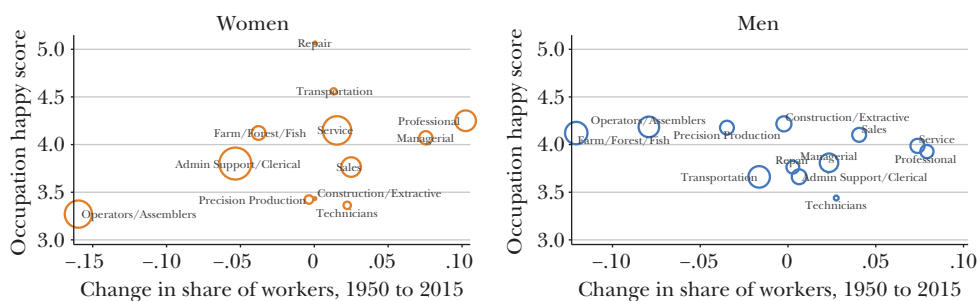 Women
Occupation happy score
5.0
4.5
4.0
3.5
3.0
Repair
Transportation
Professional
Service
Farm/Forest/Fish
Managerial
Admin Support/Clerical
Sales
Construction/Extractive
Precision Production
Technicians
Operators/Assemblers
−.15
−.10
−.05
0
.05
.10
Change in share of workers, 1950 to 2015
Men
Occupation happy score
5.0
4.5
4.0
3.5
3.0
Operators/Assemblers
Construction/Extractive
Sales
Precision Production
Farm/Forest/Fish
Service
Managerial
Professional
Repair
Transportation
Admin Support/Clerical
Technicians
−.10
−.05
0
.05
.10
Change in share of workers, 1950 to 2015